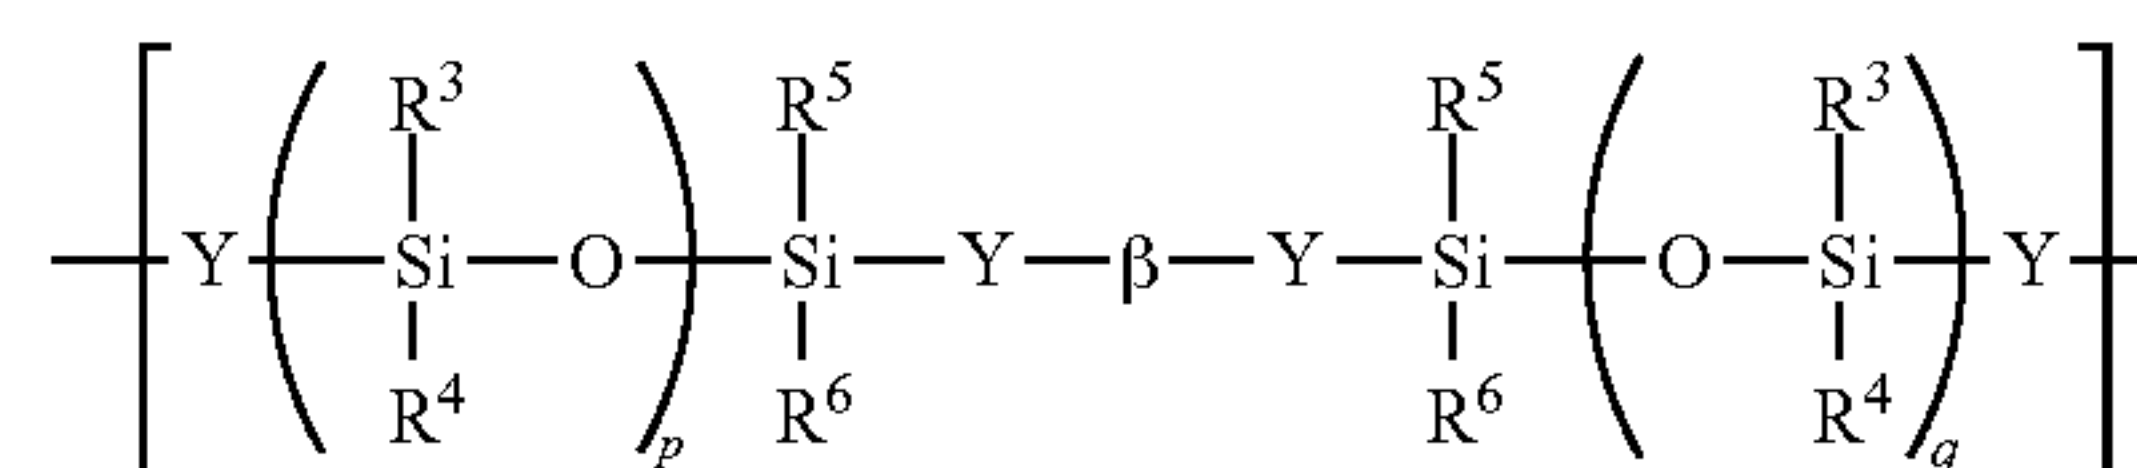 R³ R⁵ R⁵ R³
Y Si O Si Y β Y Si O Si Y
R⁴ R⁶ R⁶ R⁴
p q